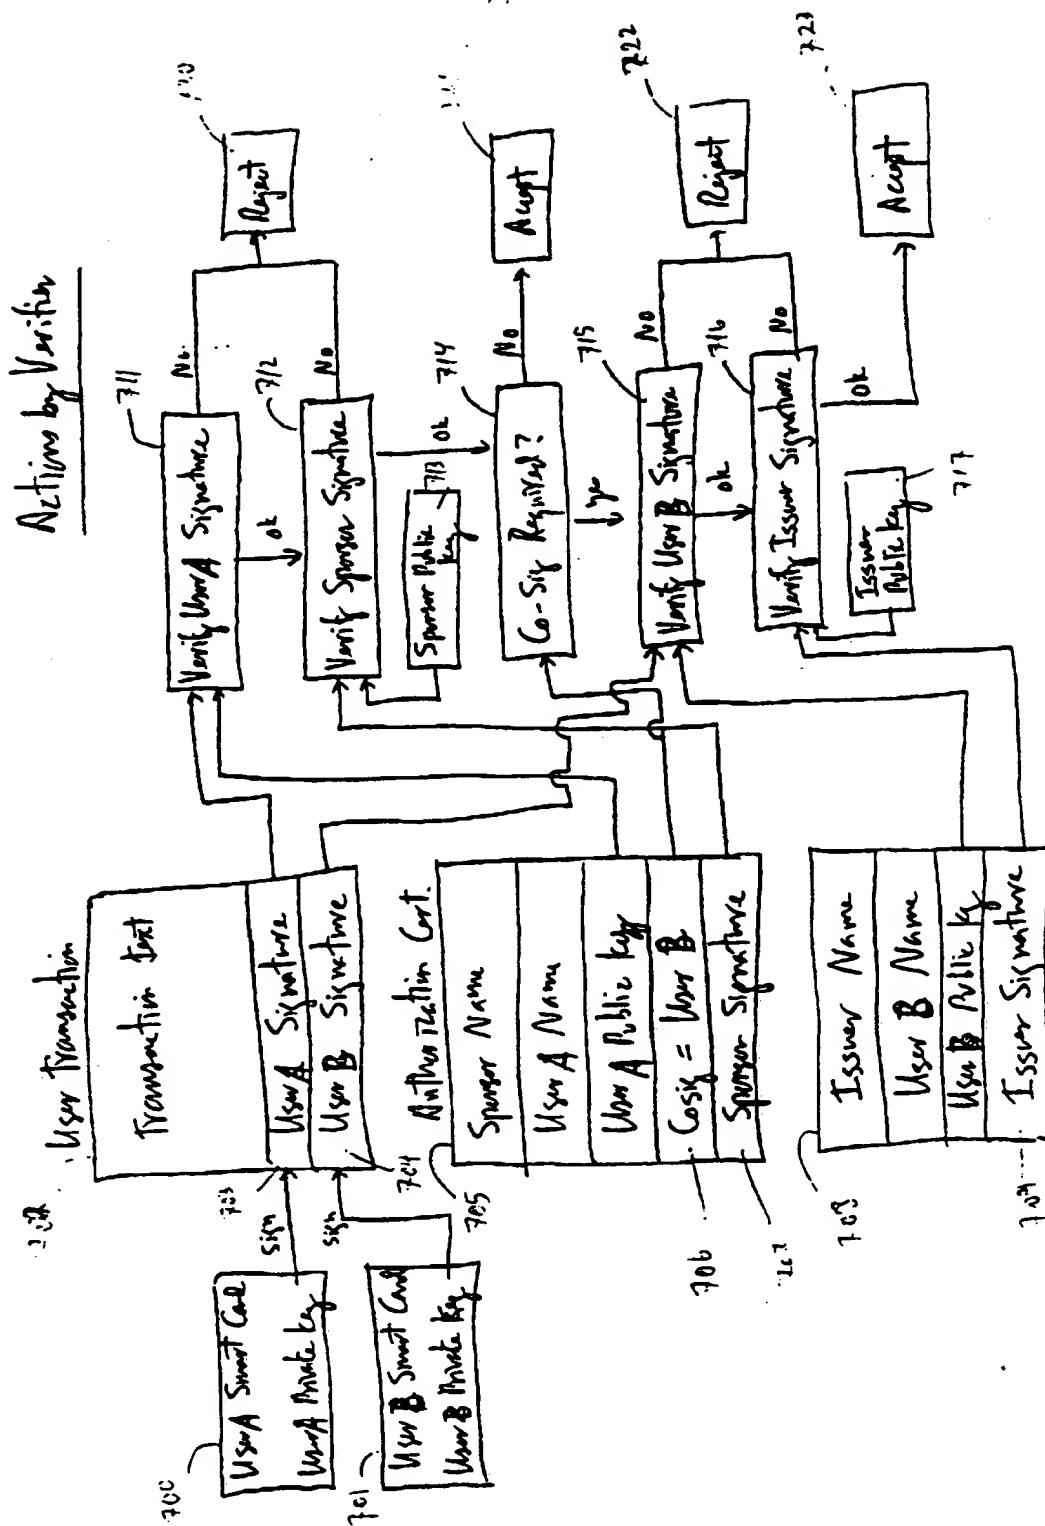 Actions by Verifier
User Transaction
Transaction text
User A Signature
User B Signature
703
704
700
User A Smart Card
User A Private Key
sign
701
User B Smart Card
User B Private Key
sign
Authorization Cert.
705
Sponsor Name
User A Name
User A Public Key
Cosig = User B
Sponsor Signature
706
708
Issuer Name
User B Name
User B Public Key
Issuer Signature
711
Verify User A Signature
No
ok
712
Verify Sponsor Signature
No
ok
Reject
713
Sponsor Public
Key
714
Co-Sig Required?
No
Accept
yes
715
Verify User B Signature
No
ok
716
Verify Issuer Signature
No
ok
722
Reject
717
Issuer
Public Key
723
Accept